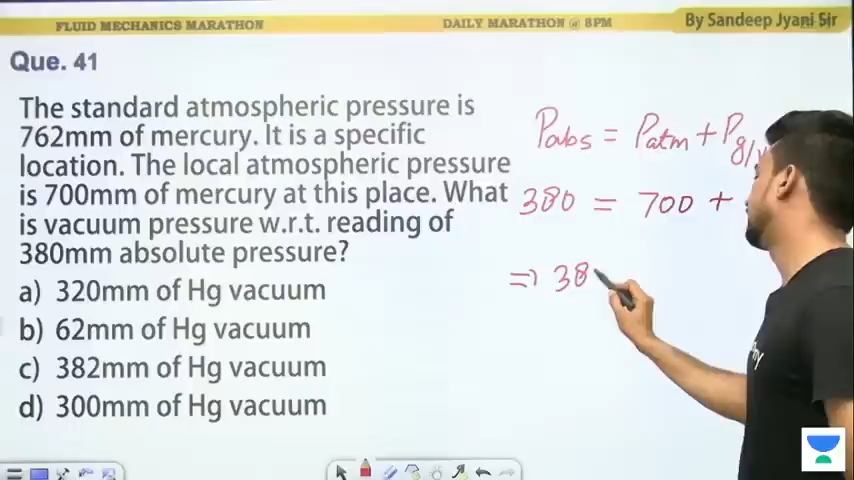 FLUID MECHANICS MARATHON
DAILY MARATHON @ 8PM
By Sandeep Jyani Sir
Que. 41
The standard atmospheric pressure is
762mm of mercury. It is a specific
location. The local atmospheric pressure
is 700mm of mercury at this place. What
is vacuum pressure w.r.t. reading of
380mm absolute pressure?
a) 320mm of Hg vacuum
b) 62mm of Hg vacuum
c) 382mm of Hg vacuum
d) 300mm of Hg vacuum
Pabs = Patm + Pg/
380 = 700 +
⇒ 38